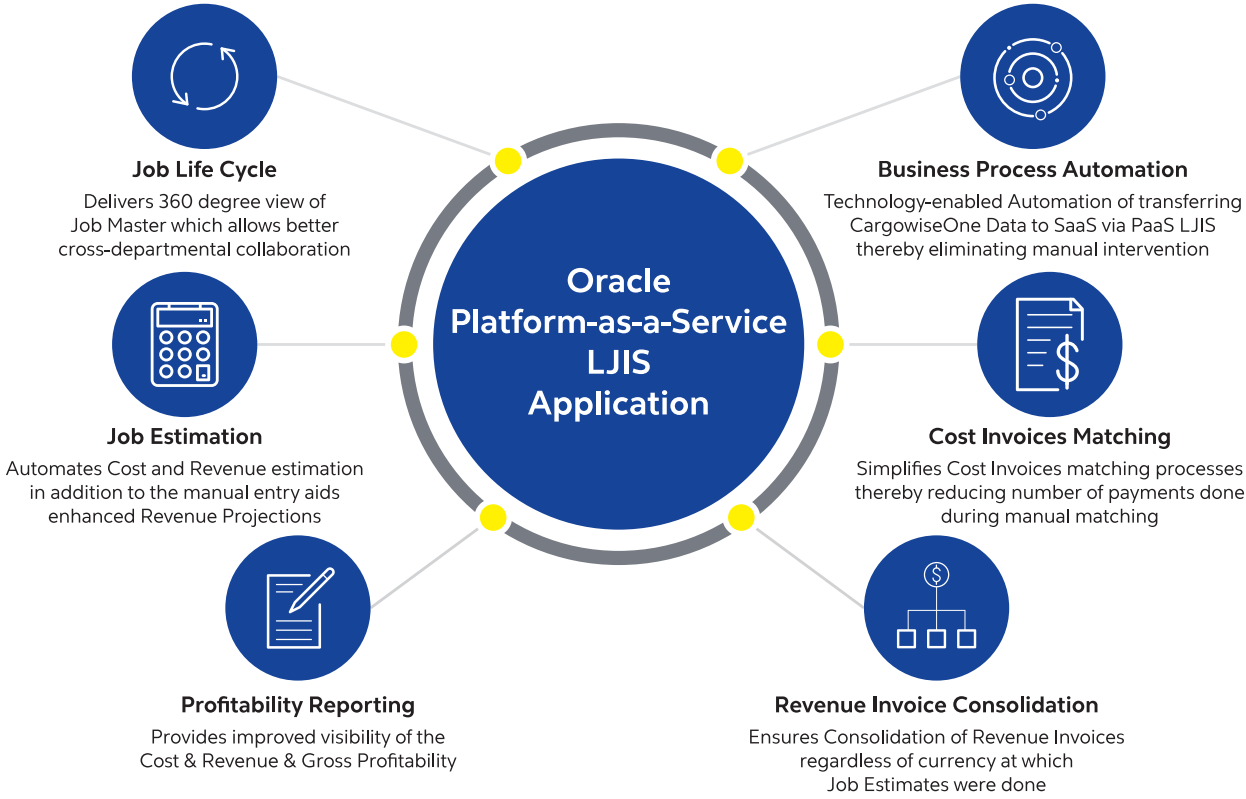 Job Life Cycle
Delivers 360 degree view of
Job Master which allows better
cross-departmental collaboration
Job Estimation
Automates Cost and Revenue estimation
in addition to the manual entry aids
enhanced Revenue Projections
Profitability Reporting
Provides improved visibility of the
Cost & Revenue & Gross Profitability
Oracle
Platform-as-a-Service
LJIS
Application
Business Process Automation
Technology-enabled Automation of transferring
CargowiseOne Data to SaaS via PaaS LJIS
thereby eliminating manual intervention
$
Cost Invoices Matching
Simplifies Cost Invoices matching processes
thereby reducing number of payments done
during manual matching
$
Revenue Invoice Consolidation
Ensures Consolidation of Revenue Invoices
regardless of currency at which
Job Estimates were done